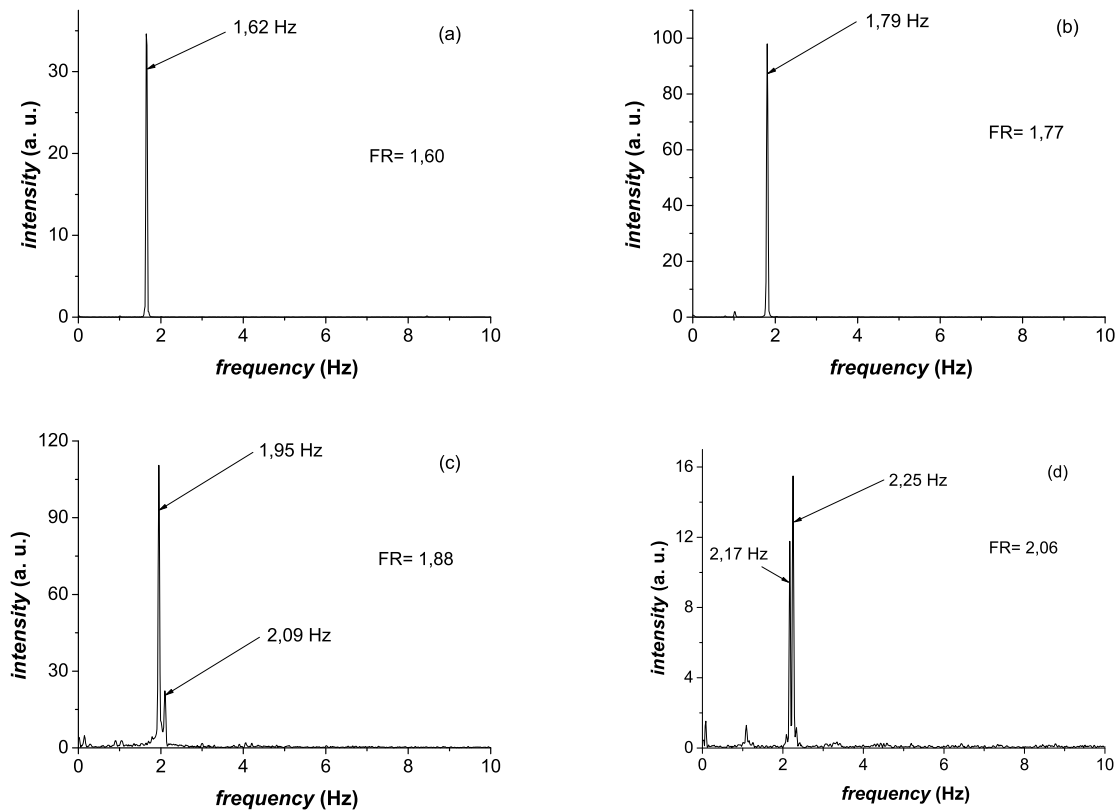 1,62 Hz
(a)
FR= 1,60
intensity (a. u.)
30
20
10
0
0 2 4 6 8 10
frequency (Hz)
1,79 Hz
(b)
FR= 1,77
intensity (a. u.)
100
80
60
40
20
0
0 2 4 6 8 10
frequency (Hz)
1,95 Hz
(c)
FR= 1,88
2,09 Hz
intensity (a. u.)
120
90
60
30
0
0 2 4 6 8 10
frequency (Hz)
2,25 Hz
(d)
2,17 Hz
FR= 2,06
intensity (a. u.)
16
12
8
4
0
0 2 4 6 8 10
frequency (Hz)